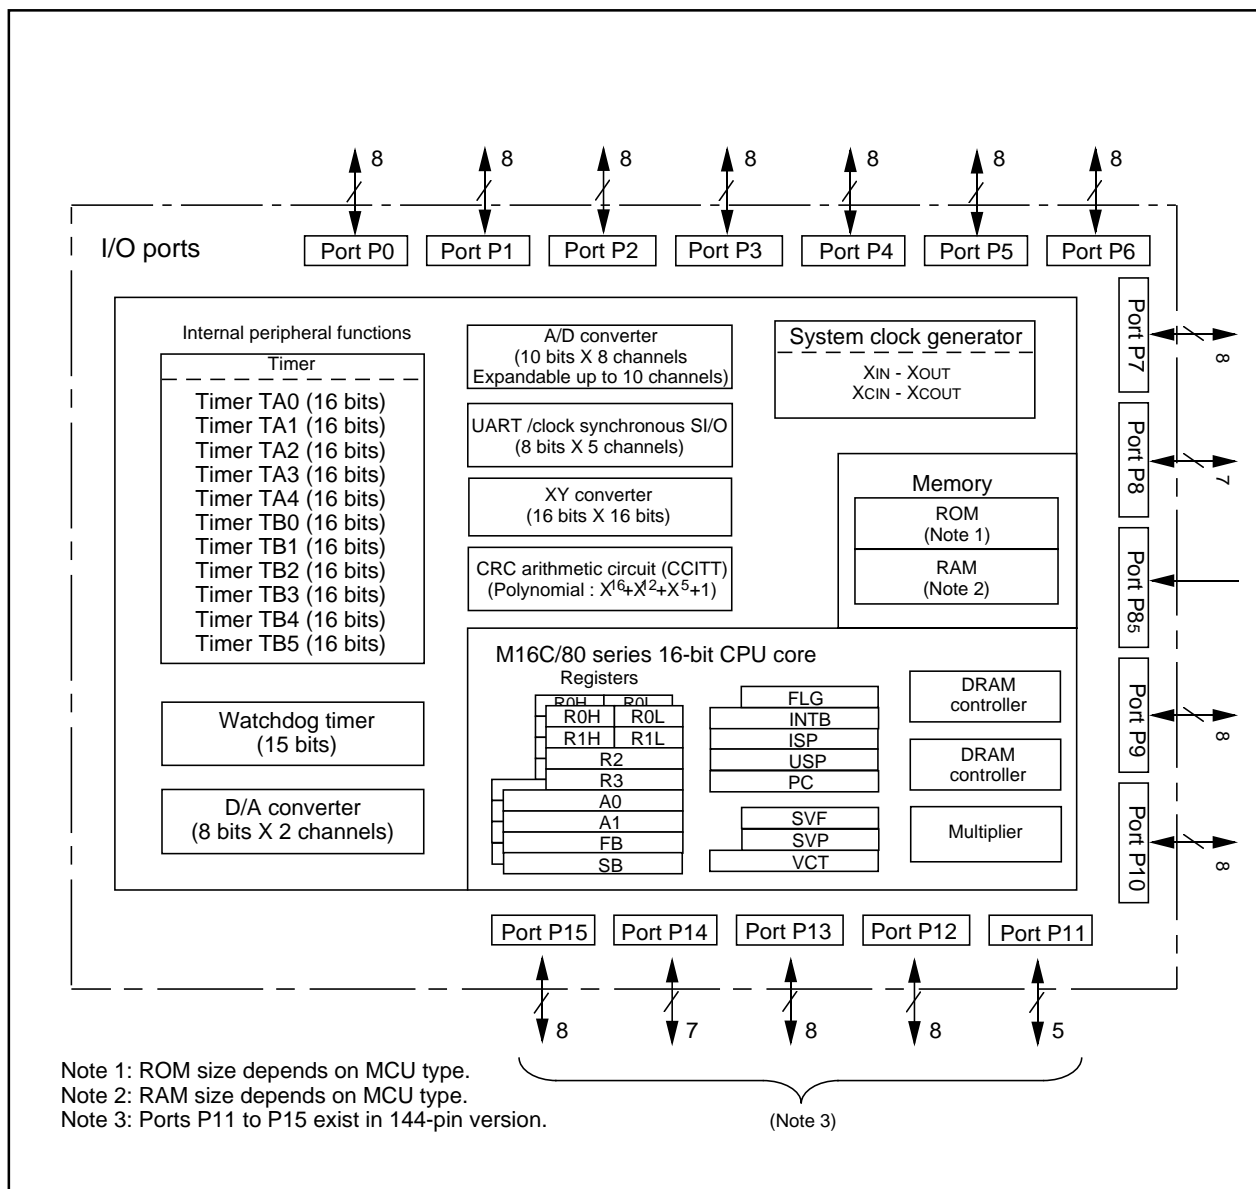 8 8 8 8 8 8 8
I/O ports
Port P0
Port P1
Port P2
Port P3
Port P4
Port P5
Port P6
Internal peripheral functions
Timer
Timer TA0 (16 bits)
Timer TA1 (16 bits)
Timer TA2 (16 bits)
Timer TA3 (16 bits)
Timer TA4 (16 bits)
Timer TB0 (16 bits)
Timer TB1 (16 bits)
Timer TB2 (16 bits)
Timer TB3 (16 bits)
Timer TB4 (16 bits)
Timer TB5 (16 bits)
Watchdog timer
(15 bits)
D/A converter
(8 bits X 2 channels)
A/D converter
(10 bits X 8 channels
Expandable up to 10 channels)
UART /clock synchronous SI/O
(8 bits X 5 channels)
XY converter
(16 bits X 16 bits)
CRC arithmetic circuit (CCITT)
(Polynomial : X16+X12+X5+1)
System clock generator
XIN - XOUT
XCIN - XCOUT
Memory
ROM
(Note 1)
RAM
(Note 2)
M16C/80 series 16-bit CPU core
Registers
R0H R0L
R0H R0L
R1H R1L
R2
R3
A0
A1
FB
SB
FLG
INTB
ISP
USP
PC
SVF
SVP
VCT
DRAM
controller
DRAM
controller
Multiplier
Port P7
8
Port P8
7
Port P85
Port P9
8
Port P10
8
Port P15
Port P14
Port P13
Port P12
Port P11
8 7 8 8 5
Note 1: ROM size depends on MCU type.
Note 2: RAM size depends on MCU type.
Note 3: Ports P11 to P15 exist in 144-pin version.
(Note 3)